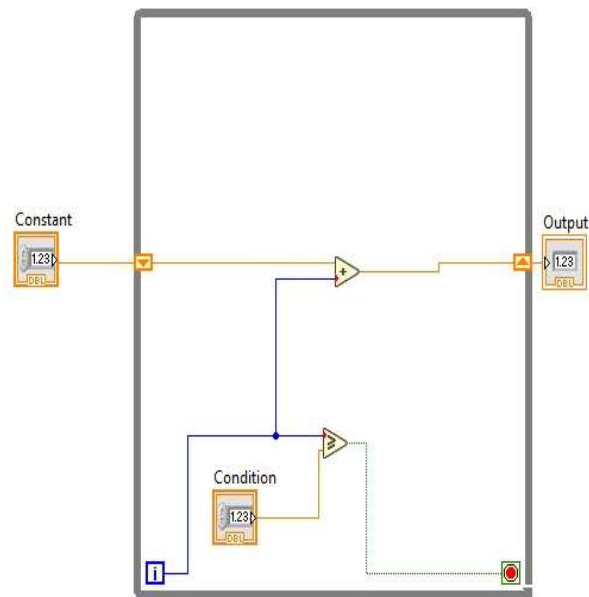 Constant
1.23
DBL
Output
1.23
DBL
+
≥
Condition
1.23
DBL
i